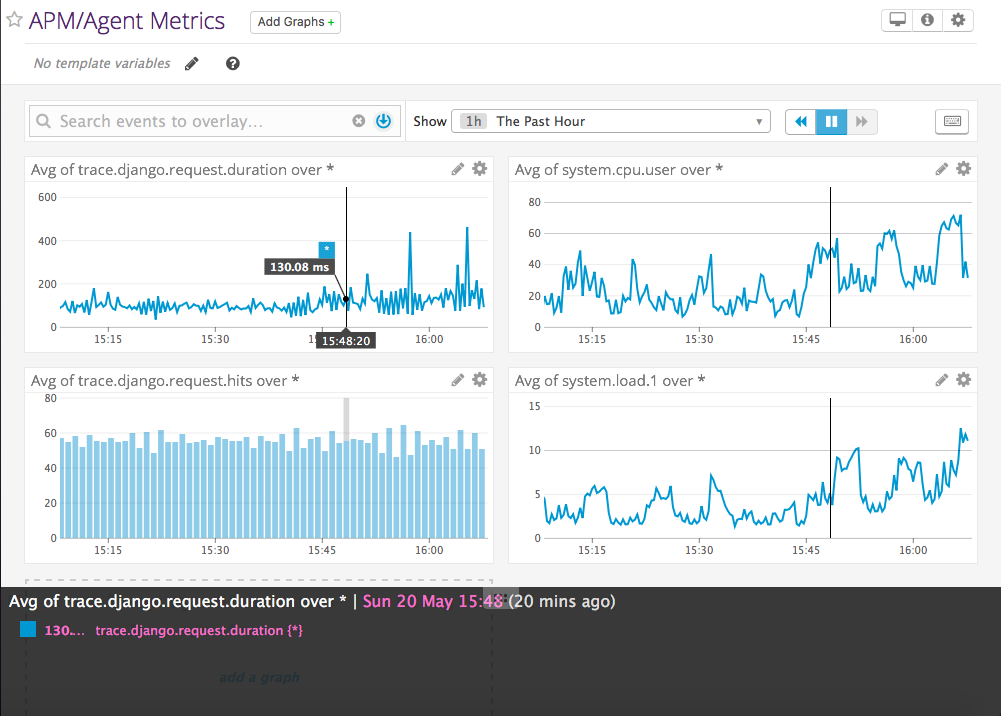 APM/Agent Metrics
Add Graphs +
No template variables
Search events to overlay...
Show 1h The Past Hour
Avg of trace.django.request.duration over *
600
400
200
0
*
130.08 ms
15:15 15:30 15:48:20 16:00
Avg of system.cpu.user over *
80
60
40
20
0
15:15 15:30 15:45 16:00
Avg of trace.django.request.hits over *
80
60
40
20
0
15:15 15:30 15:45 16:00
Avg of system.load.1 over *
15
10
5
0
15:15 15:30 15:45 16:00
Avg of trace.django.request.duration over * | Sun 20 May 15:48 (20 mins ago)
130.... trace.django.request.duration {*}
add a graph